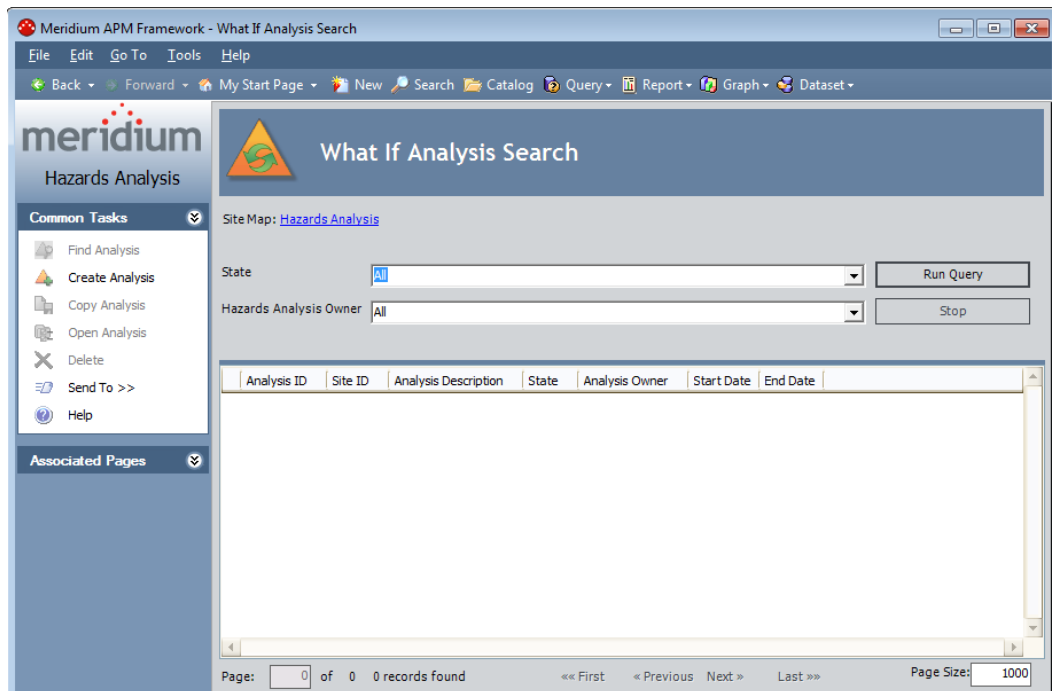 Meridium APM Framework - What If Analysis Search
File Edit Go To Tools Help
Back Forward My Start Page New Search Catalog Query Report Graph Dataset
meridium
Hazards Analysis
What If Analysis Search
Common Tasks
Find Analysis
Create Analysis
Copy Analysis
Open Analysis
Delete
Send To >>
Help
Associated Pages
Site Map: Hazards Analysis
State All Run Query
Hazards Analysis Owner All Stop
Analysis ID Site ID Analysis Description State Analysis Owner Start Date End Date
Page: 0 of 0 0 records found «« First « Previous Next » Last »» Page Size: 1000